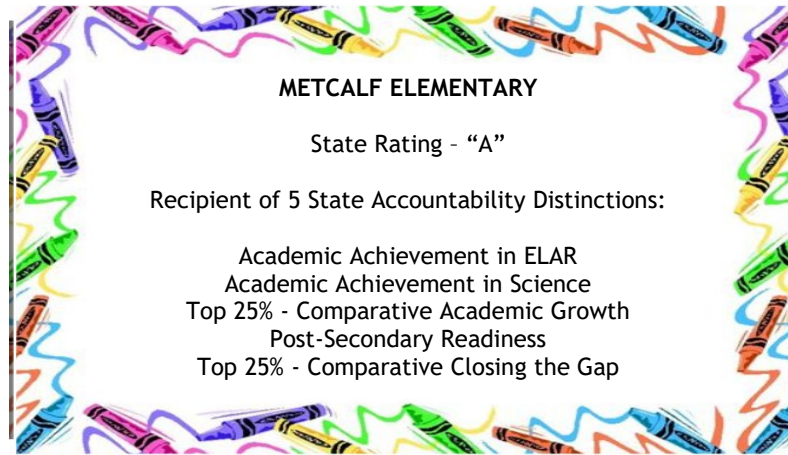 METCALF ELEMENTARY
State Rating – “A”
Recipient of 5 State Accountability Distinctions:
Academic Achievement in ELAR
Academic Achievement in Science
Top 25% - Comparative Academic Growth
Post-Secondary Readiness
Top 25% - Comparative Closing the Gap